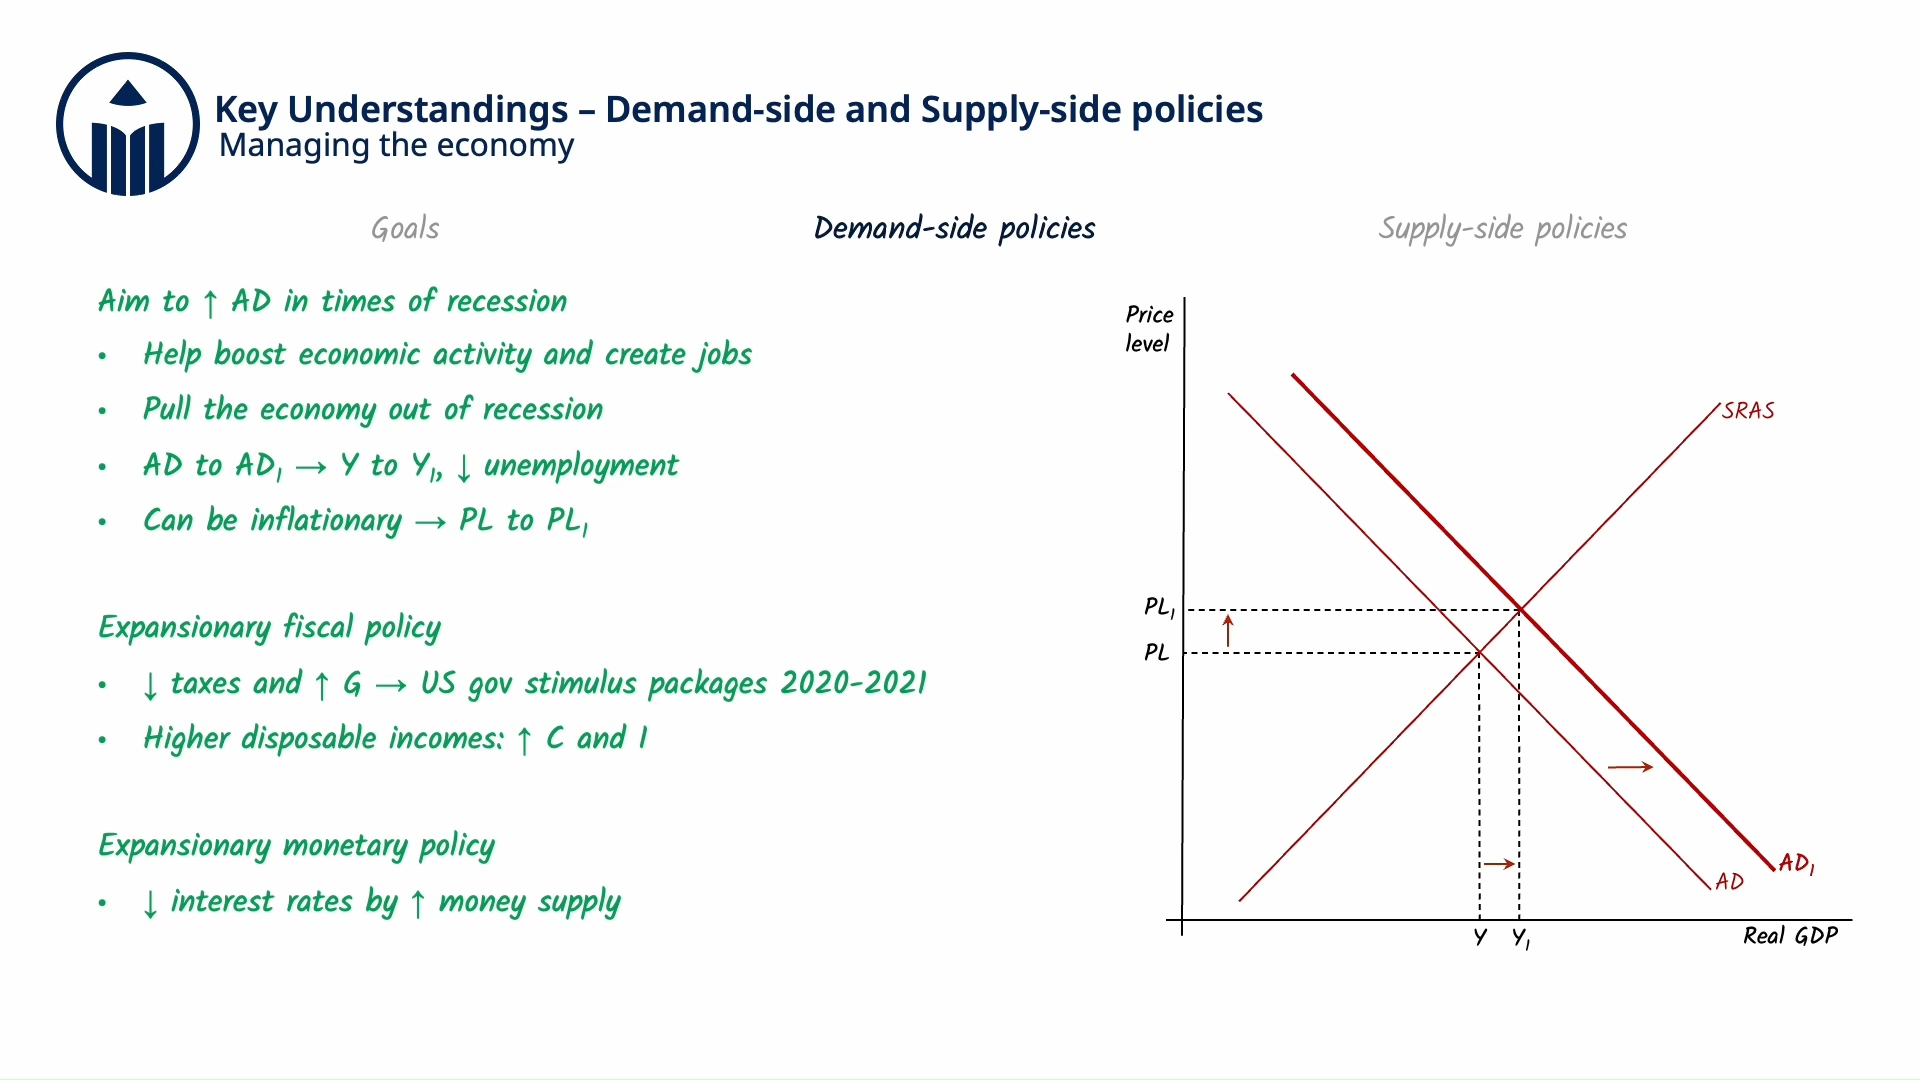 Key Understandings – Demand-side and Supply-side policies
Managing the economy
Goals
Demand-side policies
Supply-side policies
Aim to ↑ AD in times of recession
• Help boost economic activity and create jobs
• Pull the economy out of recession
• AD to AD₁ → Y to Y₁, ↓ unemployment
• Can be inflationary → PL to PL₁
Expansionary fiscal policy
• ↓ taxes and ↑ G → US gov stimulus packages 2020-2021
• Higher disposable incomes: ↑ C and I
Expansionary monetary policy
• ↓ interest rates by ↑ money supply
Price
level
SRAS
PL₁
PL
AD₁
AD
Y
Y₁
Real GDP